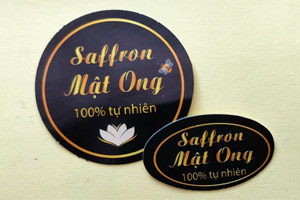 Saffron
Mật Ong
100% tự nhiên
Saffron
Mật Ong
100% tự nhiên